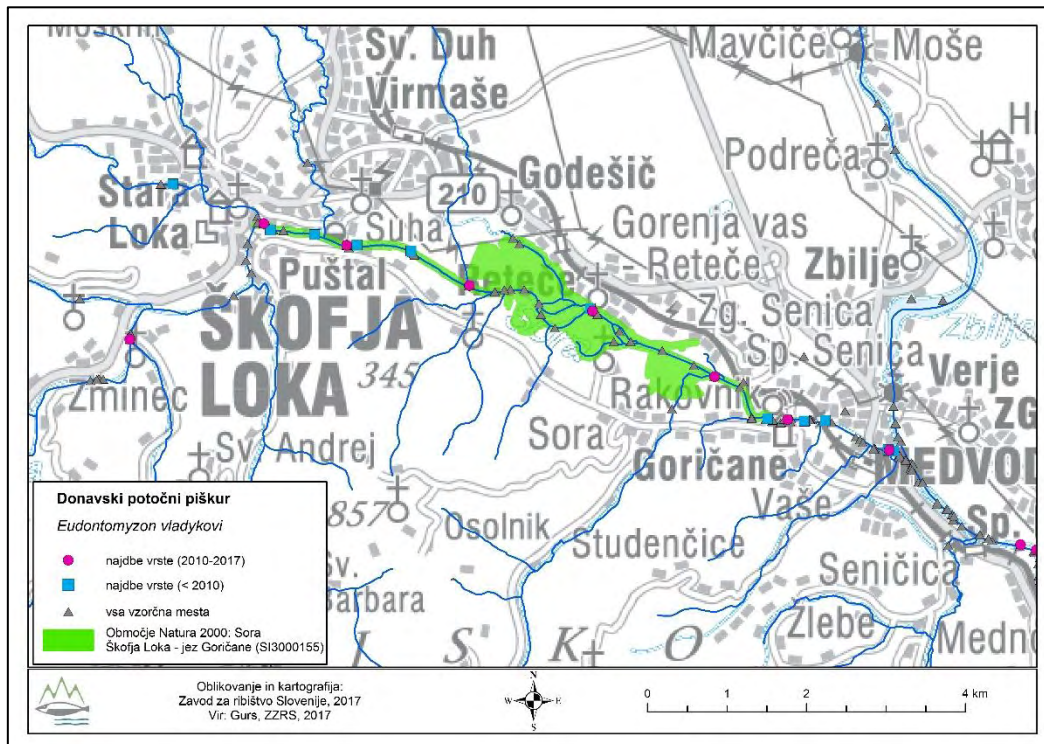 Sv. Duh
Mavčiče
Moše
Virmaše
Podreča
Godešič
210
Stara
Loka
Suha
Gorenja vas
- Reteče
Zbilje
Puštal
Reteče
Zg. Senica
ŠKOFJA
LOKA
345
Sp. Senica
Verje
Žminec
Rakovnik
Sora
Sv. Andrej
Goričane
857
Vaše
Osolnik
Studenčice
Sp.
Sv.
Barbara
Seničica
Žlebe
I S K O
Donavski potočni piškur
Eudontomyzon vladykovi
najdbe vrste (2010-2017)
najdbe vrste (< 2010)
vsa vzorčna mesta
Območje Natura 2000: Sora
Škofja Loka - jez Goričane (SI3000155)
Oblikovanje in kartografija:
Zavod za ribištvo Slovenije, 2017
Vir: Gurs, ZZRS, 2017
N
W E
S
0 1 2 4 km